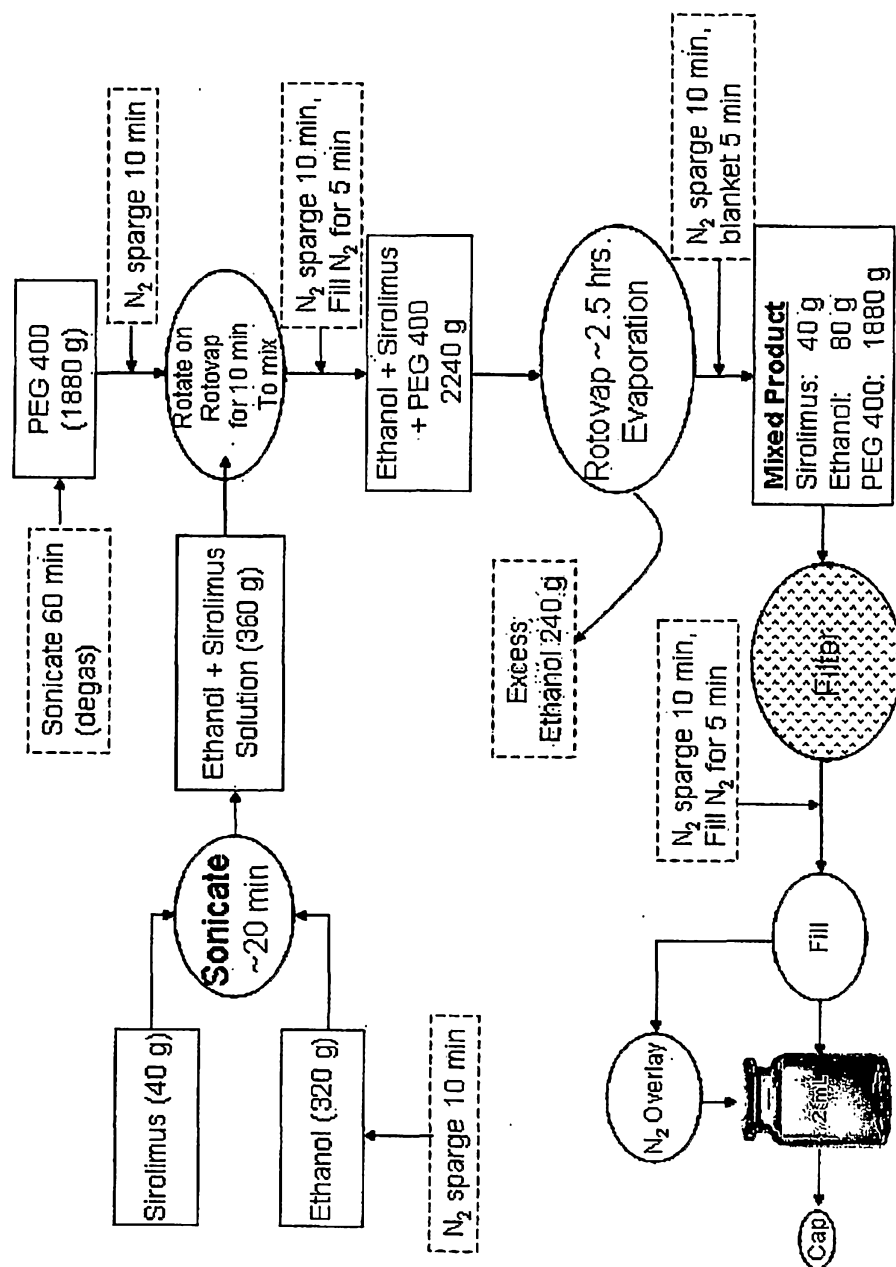 Sirolimus (40 g)
Ethanol (320 g)
N₂ sparge 10 min
Sonicate
~20 min
Ethanol + Sirolimus
Solution (360 g)
Sonicate 60 min
(degas)
PEG 400
(1880 g)
N₂ sparge 10 min
Rotate on
Rotovap
for 10 min
To mix
N₂ sparge 10 min,
Fill N₂ for 5 min
Ethanol + Sirolimus
+ PEG 400
2240 g
Rotovap ~2.5 hrs.
Evaporation
Excess
Ethanol 240 g
N₂ sparge 10 min,
blanket 5 min
Mixed Product
Sirolimus: 40 g
Ethanol: 80 g
PEG 400: 1880 g
Filter
N₂ sparge 10 min,
Fill N₂ for 5 min
Fill
N₂ Overlay
2 mL
Cap